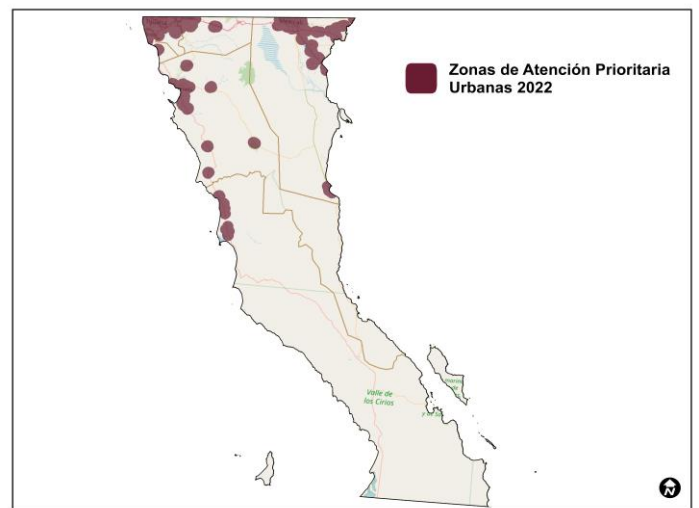 Zonas de Atención Prioritaria
Urbanas 2022
Valle de
los Cirios
N